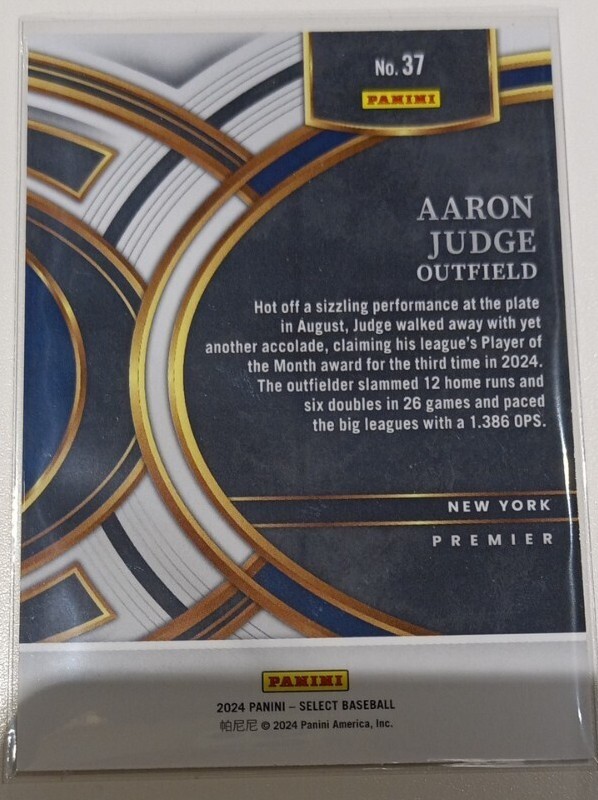 No. 37
PANINI
AARON
JUDGE
OUTFIELD
Hot off a sizzling performance at the plate
in August, Judge walked away with yet
another accolade, claiming his league's Player of
the Month award for the third time in 2024.
The outfielder slammed 12 home runs and
six doubles in 26 games and paced
the big leagues with a 1.386 OPS.
NEW YORK
PREMIER
PANINI
2024 PANINI – SELECT BASEBALL
帕尼尼 © 2024 Panini America, Inc.